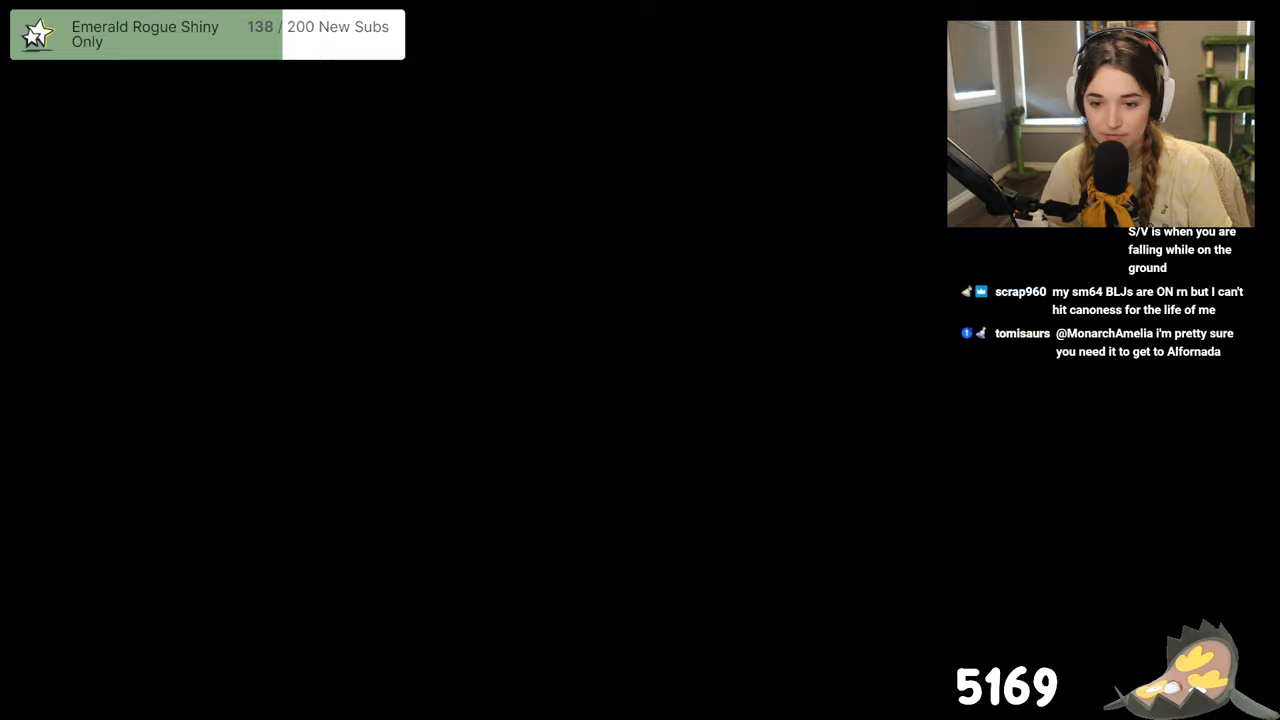 Emerald Rogue Shiny Only
138 / 200 New Subs
S/V is when you are
falling while on the
ground
scrap960 my sm64 BLJs are ON rn but I can't
hit canoness for the life of me
1 tomisaurs @MonarchAmelia i'm pretty sure
you need it to get to Alfornada
5169